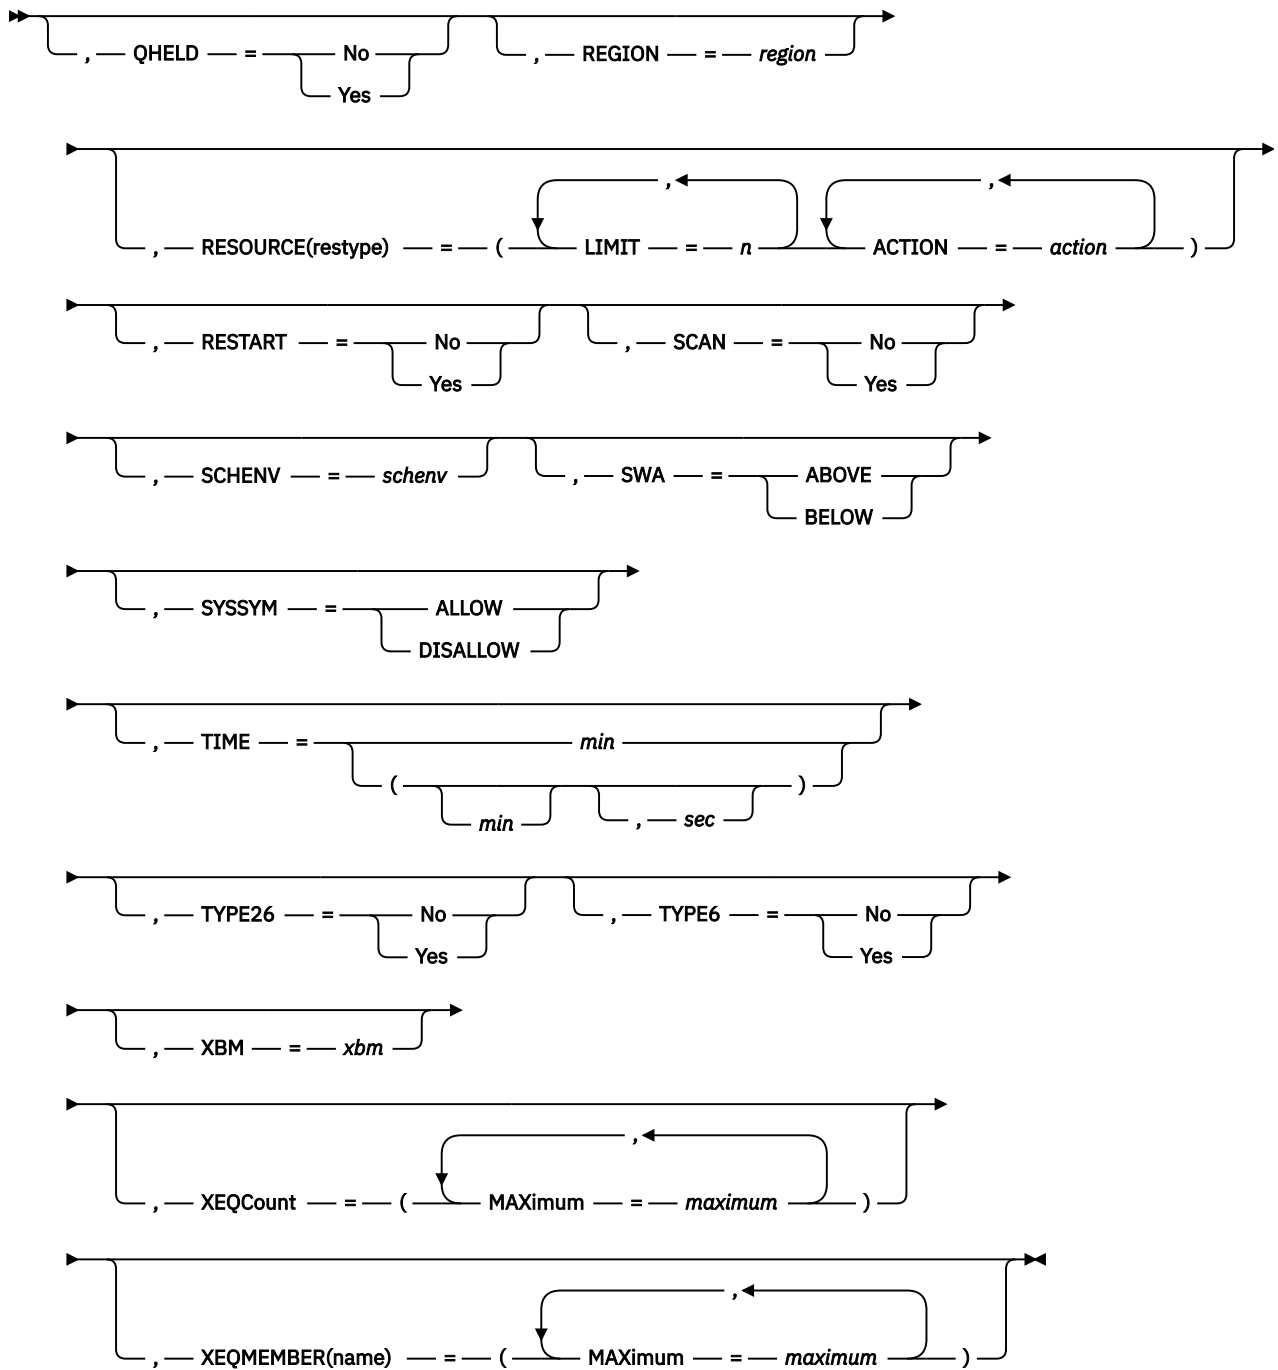 , QHELD = No , REGION = region
Yes
, ,
, RESOURCE(restype) = ( LIMIT = n ACTION = action )
, RESTART = No , SCAN = No
Yes Yes
, SCHENV = schenv , SWA = ABOVE
BELOW
, SYSSYM = ALLOW
DISALLOW
, TIME = min
( )
min , sec
, TYPE26 = No , TYPE6 = No
Yes Yes
, XBM = xbm
,
, XEQCount = ( MAXimum = maximum )
,
, XEQMEMBER(name) = ( MAXimum = maximum )